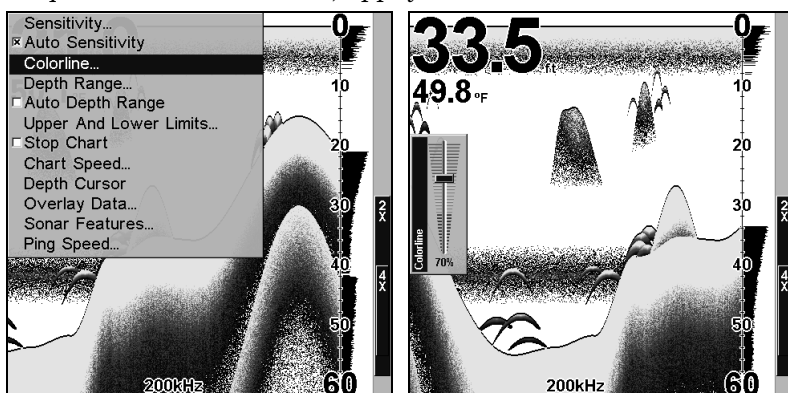 Sensitivity...
Auto Sensitivity
Colorline...
Depth Range...
Auto Depth Range
Upper And Lower Limits...
Stop Chart
Chart Speed...
Depth Cursor
Overlay Data...
Sonar Features...
Ping Speed...
0
10
20
30
40
50
60
2X
4X
200kHz
33.5 ft
49.8 °F
Colorline
70%
0
10
20
30
40
50
60
2X
4X
200kHz